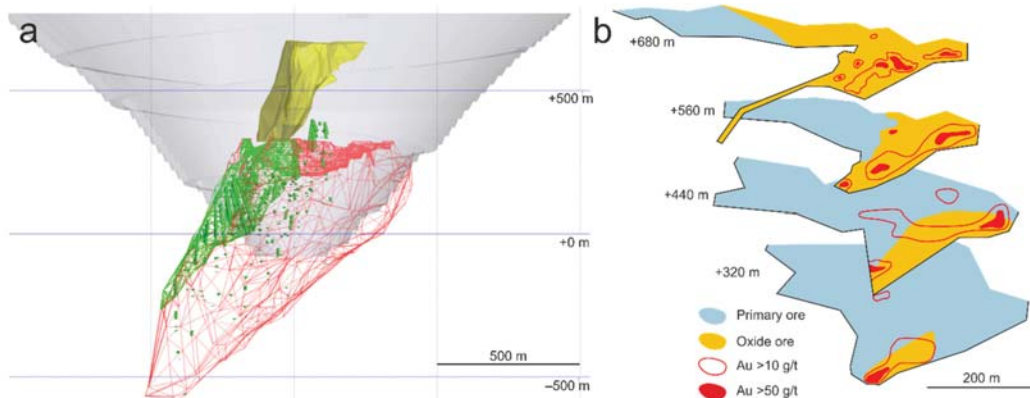 a
+500 m
+0 m
500 m
−500 m
b
+680 m
+560 m
+440 m
+320 m
Primary ore
Oxide ore
Au >10 g/t
Au >50 g/t
200 m